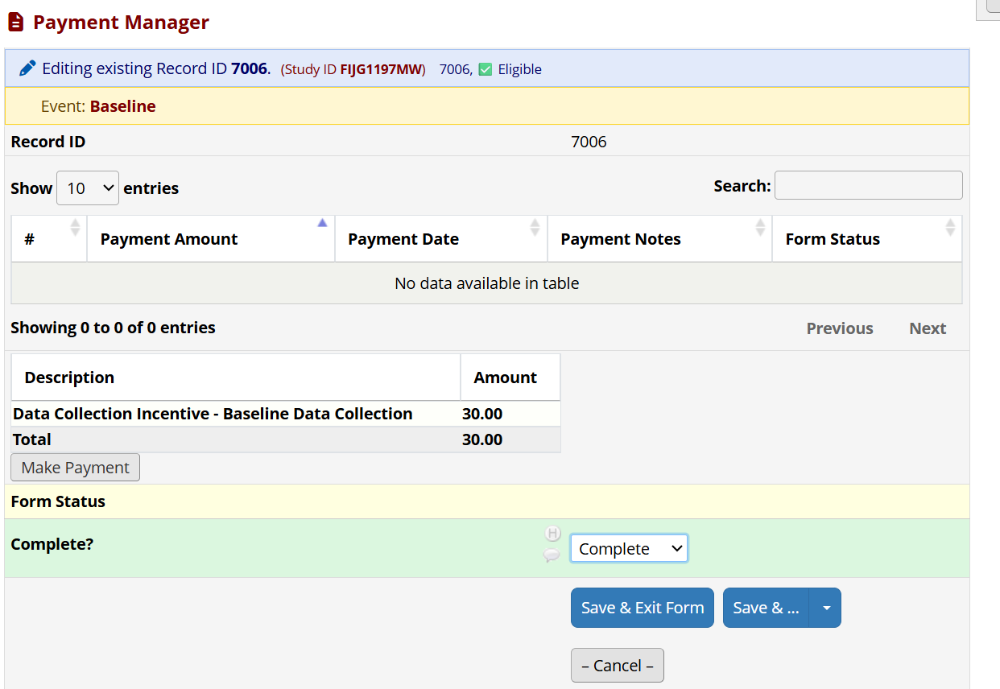 Payment Manager
Editing existing Record ID 7006. (Study ID FIJG1197MW) 7006, ✅ Eligible
Event: Baseline
Record ID 7006
Show 10 entries Search:
# Payment Amount Payment Date Payment Notes Form Status
No data available in table
Showing 0 to 0 of 0 entries Previous Next
Description Amount
Data Collection Incentive - Baseline Data Collection 30.00
Total 30.00
Make Payment
Form Status
Complete? H Complete
Save & Exit Form Save & ...
– Cancel –